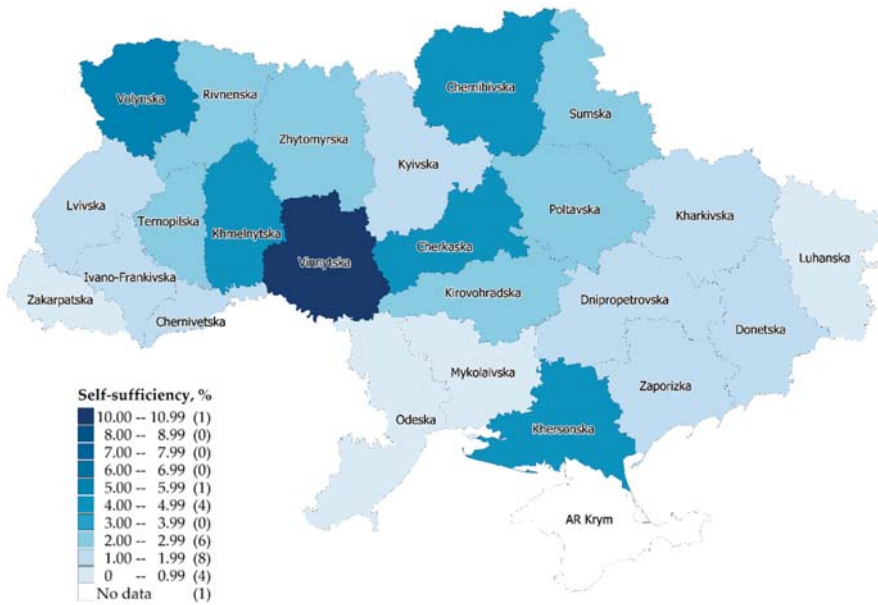 Chernihivska
Volynska
Rivnenska
Sumska
Zhytomyrska
Kyivska
Lvivska
Poltavska
Kharkivska
Ternopilska
Khmelnytska
Cherkaska
Vinnytska
Luhanska
Ivano-Frankivska
Kirovohradska
Zakarpatska
Dnipropetrovska
Chernivetska
Donetska
Mykolaivska
Zaporizka
Odeska
Khersonska
AR Krym
Self-sufficiency, %
10.00 -- 10.99 (1)
8.00 -- 8.99 (0)
7.00 -- 7.99 (0)
6.00 -- 6.99 (0)
5.00 -- 5.99 (1)
4.00 -- 4.99 (4)
3.00 -- 3.99 (0)
2.00 -- 2.99 (6)
1.00 -- 1.99 (8)
0 -- 0.99 (4)
No data (1)